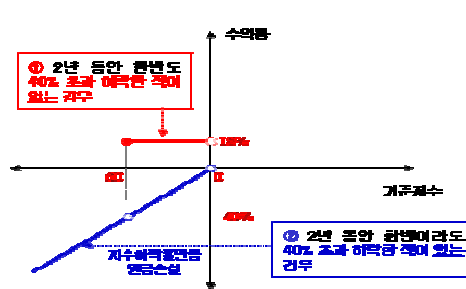 수익률
① 2년 동안 한번도
40% 초과 하락한 적이
없는 경우
기준지수
40%
② 2년 동안 한번이라도
40% 초과 하락한 적이 있는
경우
지수하락률만큼
원금손실